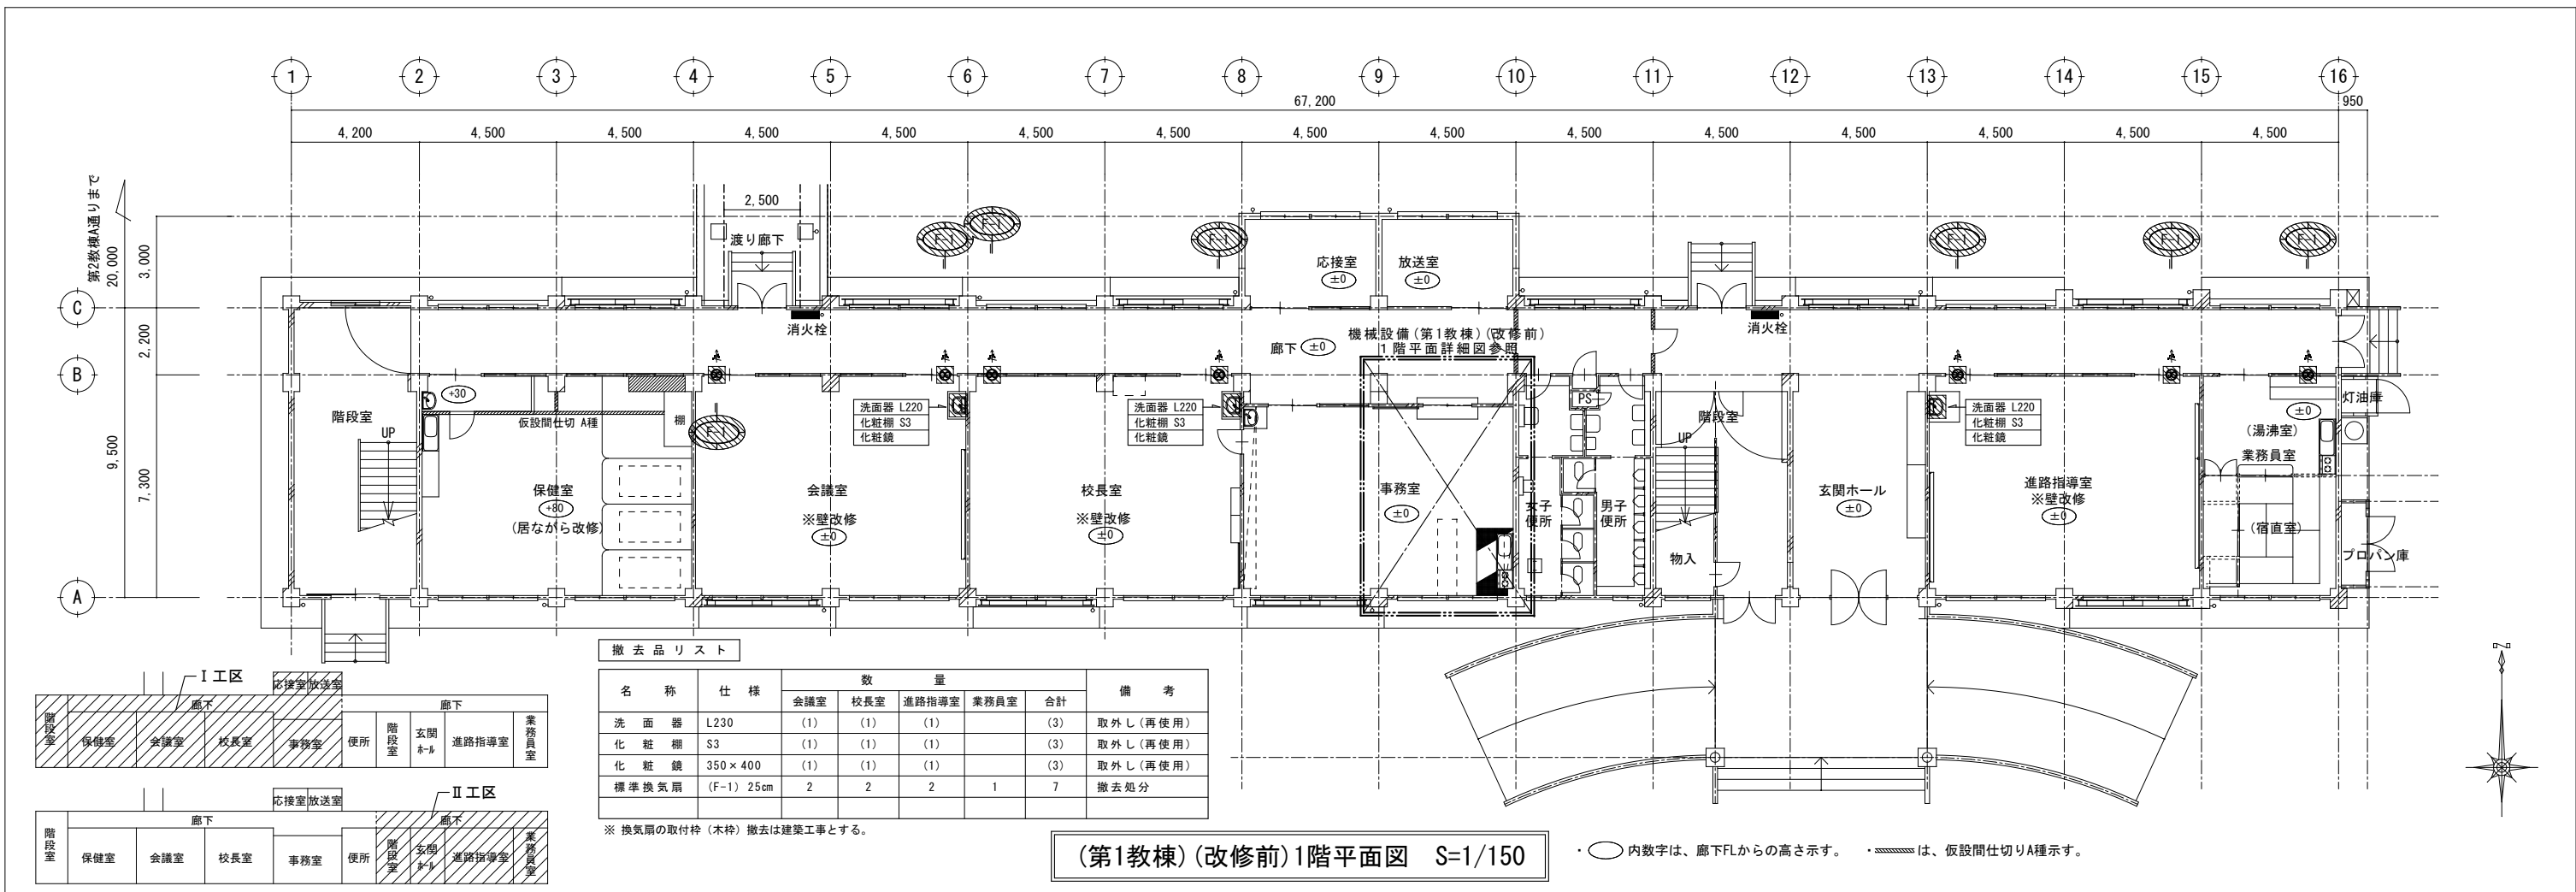 1 2 3 4 5 6 7 8 9 10 11 12 13 14 15 16
67,200 950
4,200 4,500 4,500 4,500 4,500 4,500 4,500 4,500 4,500 4,500 4,500 4,500 4,500 4,500 4,500
第2教棟A通りまで
20,000
3,000
2,200
9,500
7,300
C
B
A
2,500
渡り廊下
F-1 F-1 F-1 F-1 F-1 F-1
応接室 放送室
±0 ±0
消火栓
消火栓
機械設備(第1教棟)(改修前)
1階平面詳細図参照
廊下 ±0
+30
階段室
UP
仮設間仕切 A種
棚
F-1
保健室
+80
(居ながら改修)
洗面器 L220
化粧棚 S3
化粧鏡
会議室
※壁改修
±0
洗面器 L220
化粧棚 S3
化粧鏡
校長室
※壁改修
±0
事務室
±0
PS
女子
便所
男子
便所
階段室
UP
物入
玄関ホール
±0
洗面器 L220
化粧棚 S3
化粧鏡
進路指導室
※壁改修
±0
±0
(湯沸室)
業務員室
(宿直室)
灯油庫
プロパン庫
I工区
応接室 放送室
廊下 廊下
階段室 保健室 会議室 校長室 事務室 便所 階段室 玄関ホール 進路指導室 業務員室
II工区
応接室 放送室
廊下 廊下
階段室 保健室 会議室 校長室 事務室 便所 階段室 玄関ホール 進路指導室 業務員室
撤去品リスト
名称 仕様 数量 備考
会議室 校長室 進路指導室 業務員室 合計
洗面器 L230 (1) (1) (1) (3) 取外し(再使用)
化粧棚 S3 (1) (1) (1) (3) 取外し(再使用)
化粧鏡 350×400 (1) (1) (1) (3) 取外し(再使用)
標準換気扇 (F-1) 25cm 2 2 2 1 7 撤去処分
※ 換気扇の取付枠(木枠)撤去は建築工事とする。
(第1教棟)(改修前)1階平面図 S=1/150
・ 内数字は、廊下FLからの高さ示す。 ・ は、仮設間仕切りA種示す。
N